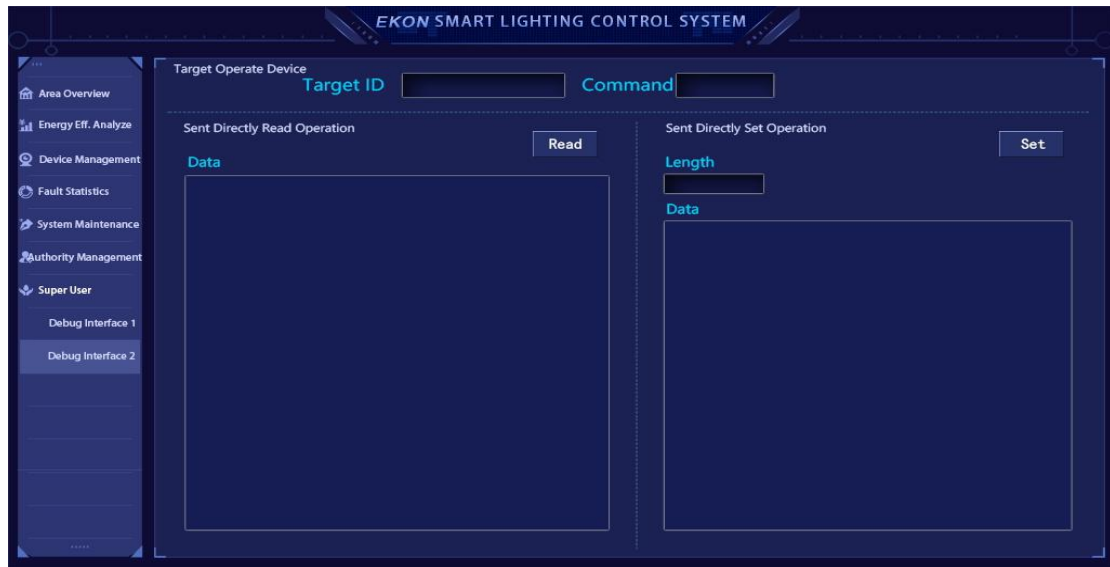 EKON SMART LIGHTING CONTROL SYSTEM
Area Overview
Energy Eff. Analyze
Device Management
Fault Statistics
System Maintenance
Authority Management
Super User
Debug Interface 1
Debug Interface 2
Target Operate Device
Target ID
Command
Sent Directly Read Operation
Read
Data
Sent Directly Set Operation
Set
Length
Data